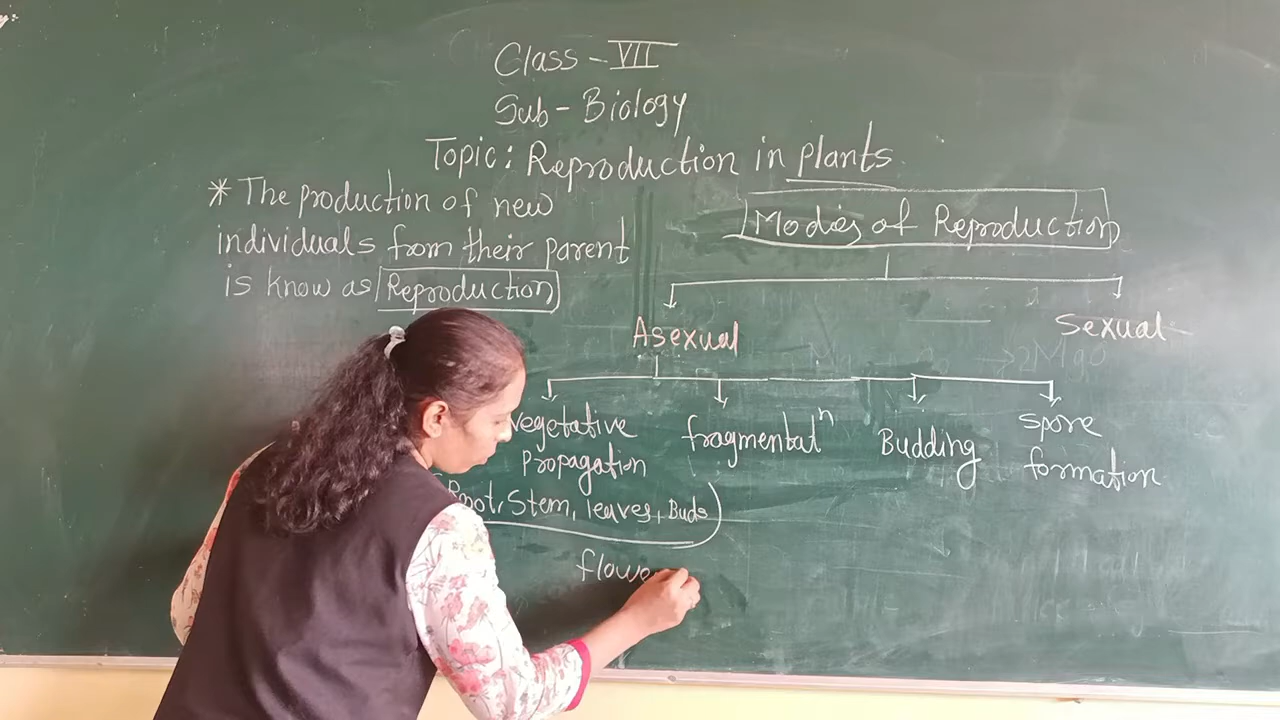 Class - VII
Sub - Biology
Topic: Reproduction in plants
* The production of new
individuals from their parent
is know as Reproduction
Modes of Reproduction
Asexual
Sexual
vegetative
Propagation
(Root, Stem, leaves, Buds)
flowe
fragmentatⁿ
Budding
spore
formation